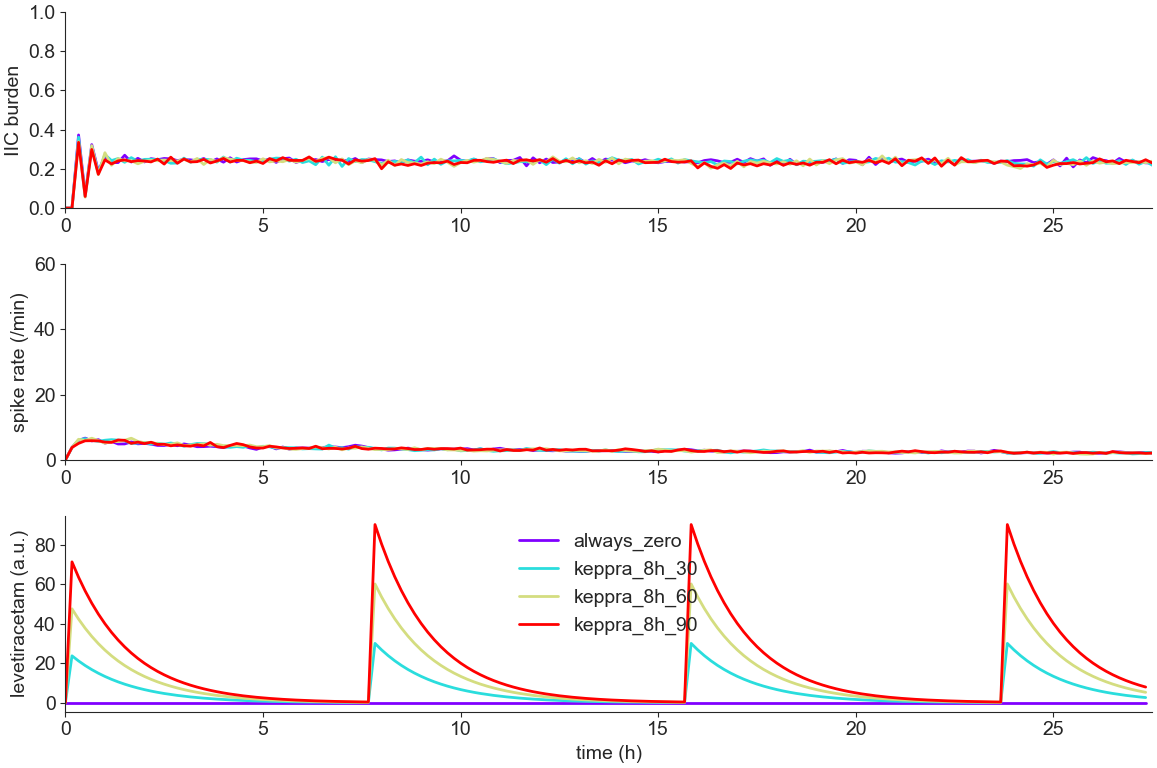 IIC burden
1.0
0.8
0.6
0.4
0.2
0.0
0 5 10 15 20 25
spike rate (/min)
60
40
20
0
0 5 10 15 20 25
levetiracetam (a.u.)
80
60
40
20
0
always_zero
keppra_8h_30
keppra_8h_60
keppra_8h_90
0 5 10 15 20 25
time (h)